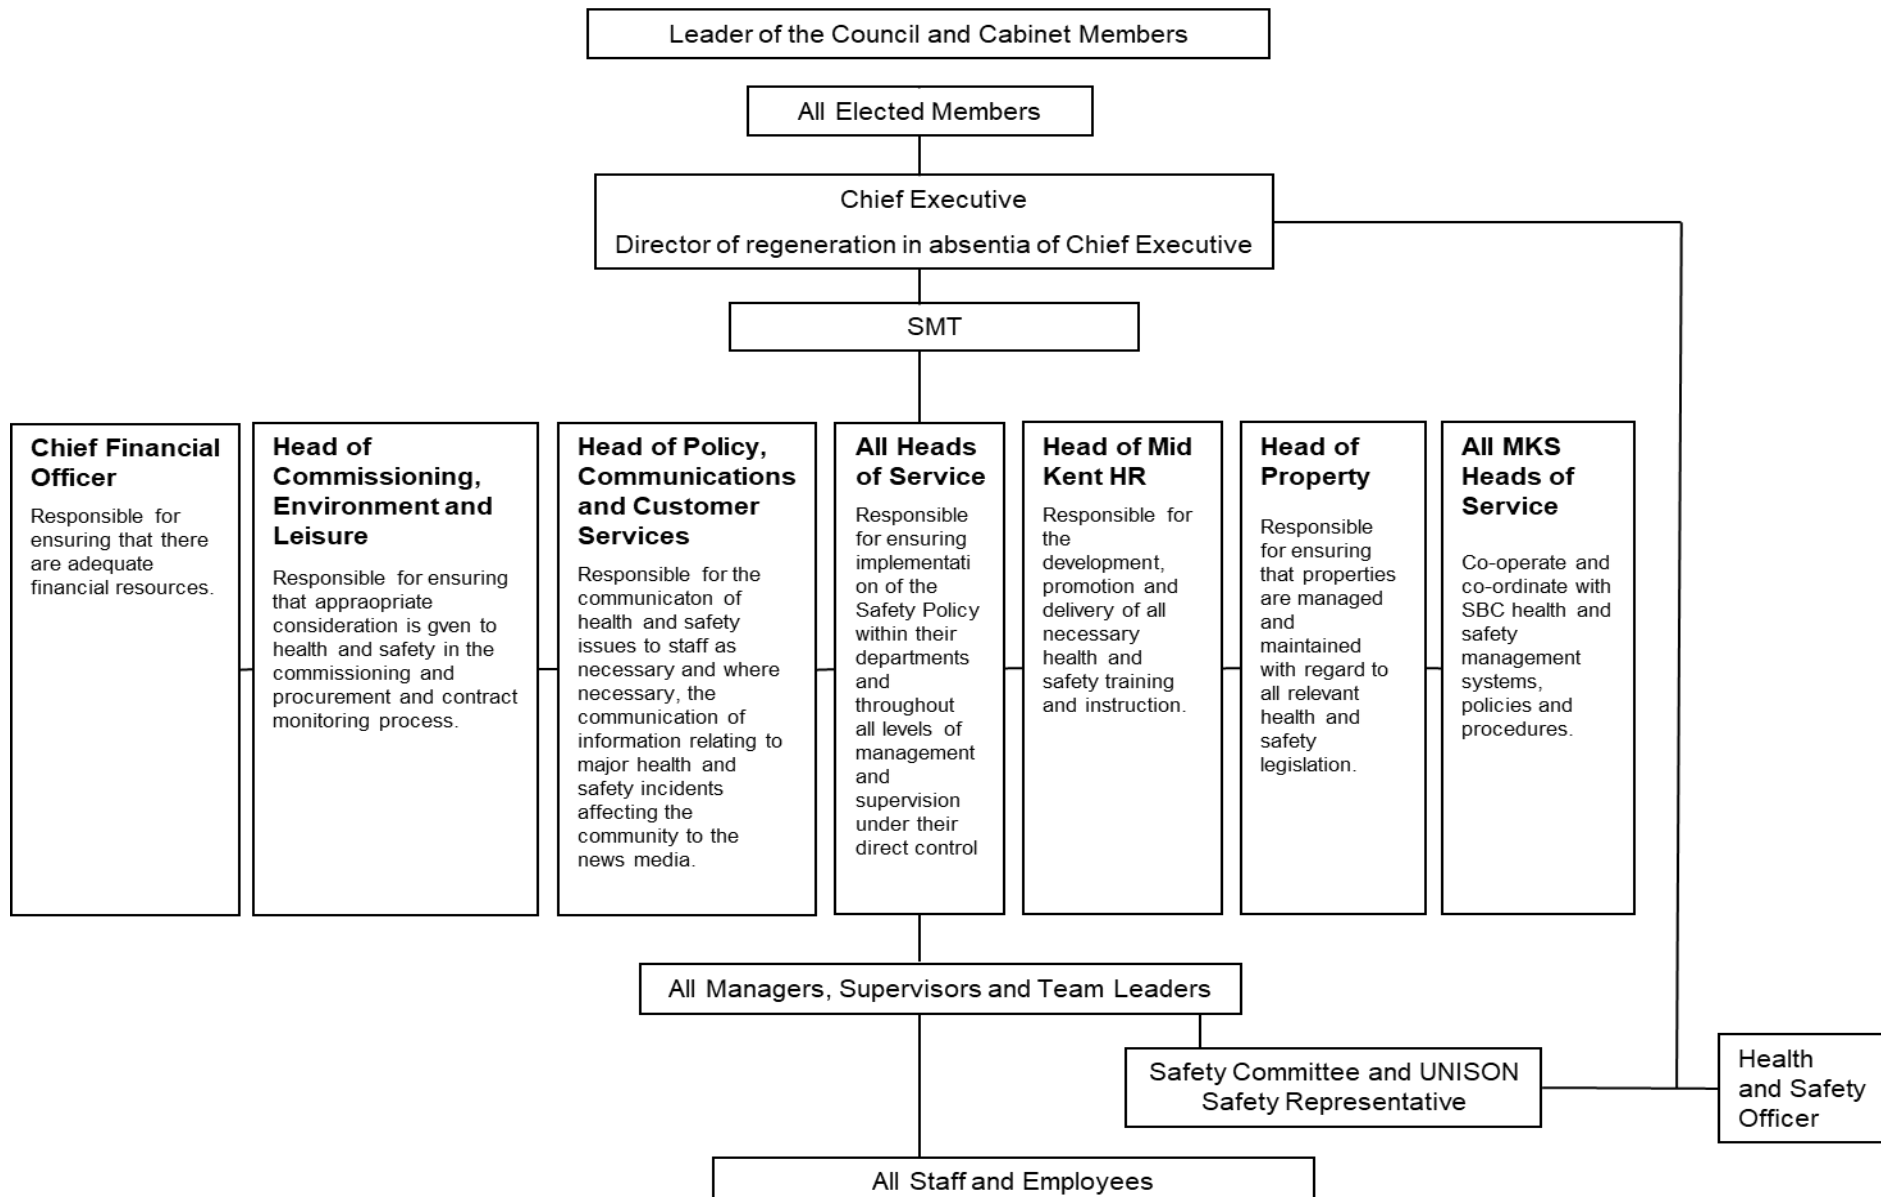 Leader of the Council and Cabinet Members
All Elected Members
Chief Executive
Director of regeneration in absentia of Chief Executive
SMT
Chief Financial
Officer
Responsible for
ensuring that there
are adequate
financial resources.
Head of
Commissioning,
Environment and
Leisure
Responsible for ensuring
that appraopriate
consideration is gven to
health and safety in the
commissioning and
procurement and contract
monitoring process.
Head of Policy,
Communications
and Customer
Services
Responsible for the
communicaton of
health and safety
issues to staff as
necessary and where
necessary, the
communication of
information relating to
major health and
safety incidents
affecting the
community to the
news media.
All Heads
of Service
Responsible
for ensuring
implementati
on of the
Safety Policy
within their
departments
and
throughout
all levels of
management
and
supervision
under their
direct control
Head of Mid
Kent HR
Responsible for
the
development,
promotion and
delivery of all
necessary
health and
safety training
and instruction.
Head of
Property
Responsible
for ensuring
that properties
are managed
and
maintained
with regard to
all relevant
health and
safety
legislation.
All MKS
Heads of
Service
Co-operate and
co-ordinate with
SBC health and
safety
management
systems,
policies and
procedures.
All Managers, Supervisors and Team Leaders
Safety Committee and UNISON
Safety Representative
Health
and Safety
Officer
All Staff and Employees